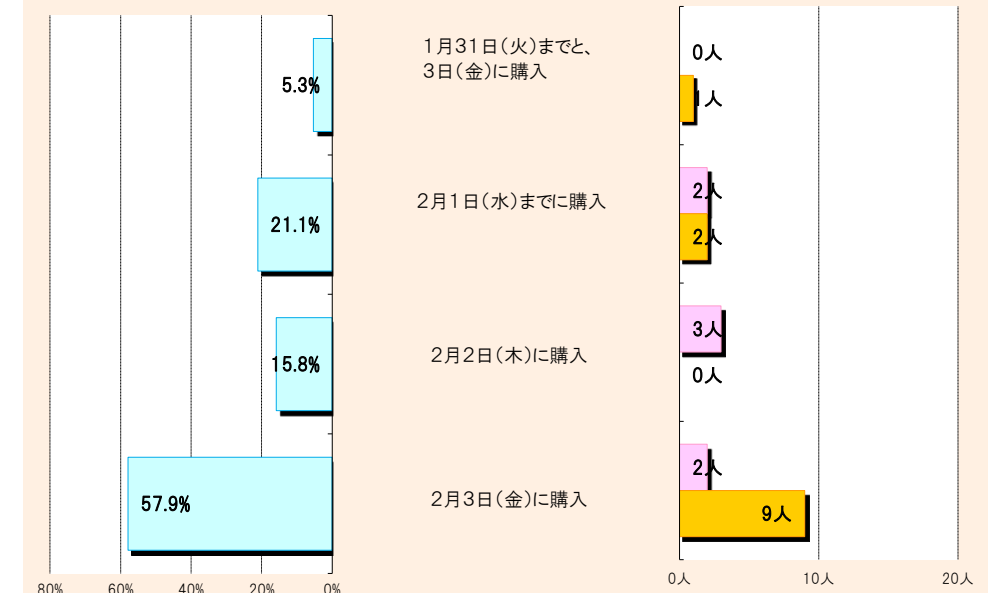 1月31日（火）までと、
3日（金）に購入
5.3%
0人
1人
2月1日（水）までに購入
21.1%
2人
2人
2月2日（木）に購入
15.8%
3人
0人
2月3日（金）に購入
57.9%
2人
9人
80%
60%
40%
20%
0%
0人
10人
20人